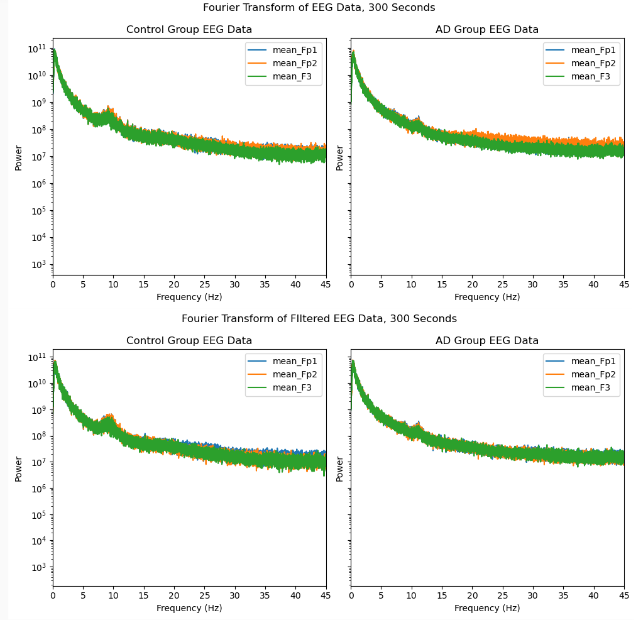 Fourier Transform of EEG Data, 300 Seconds
Control Group EEG Data
AD Group EEG Data
mean_Fp1
mean_Fp2
mean_F3
mean_Fp1
mean_Fp2
mean_F3
10^11
10^10
10^9
10^8
10^7
10^6
10^5
10^4
10^3
Power
Power
0 5 10 15 20 25 30 35 40 45
0 5 10 15 20 25 30 35 40 45
Frequency (Hz)
Frequency (Hz)
Fourier Transform of FIltered EEG Data, 300 Seconds
Control Group EEG Data
AD Group EEG Data
mean_Fp1
mean_Fp2
mean_F3
mean_Fp1
mean_Fp2
mean_F3
10^11
10^10
10^9
10^8
10^7
10^6
10^5
10^4
10^3
Power
Power
0 5 10 15 20 25 30 35 40 45
0 5 10 15 20 25 30 35 40 45
Frequency (Hz)
Frequency (Hz)